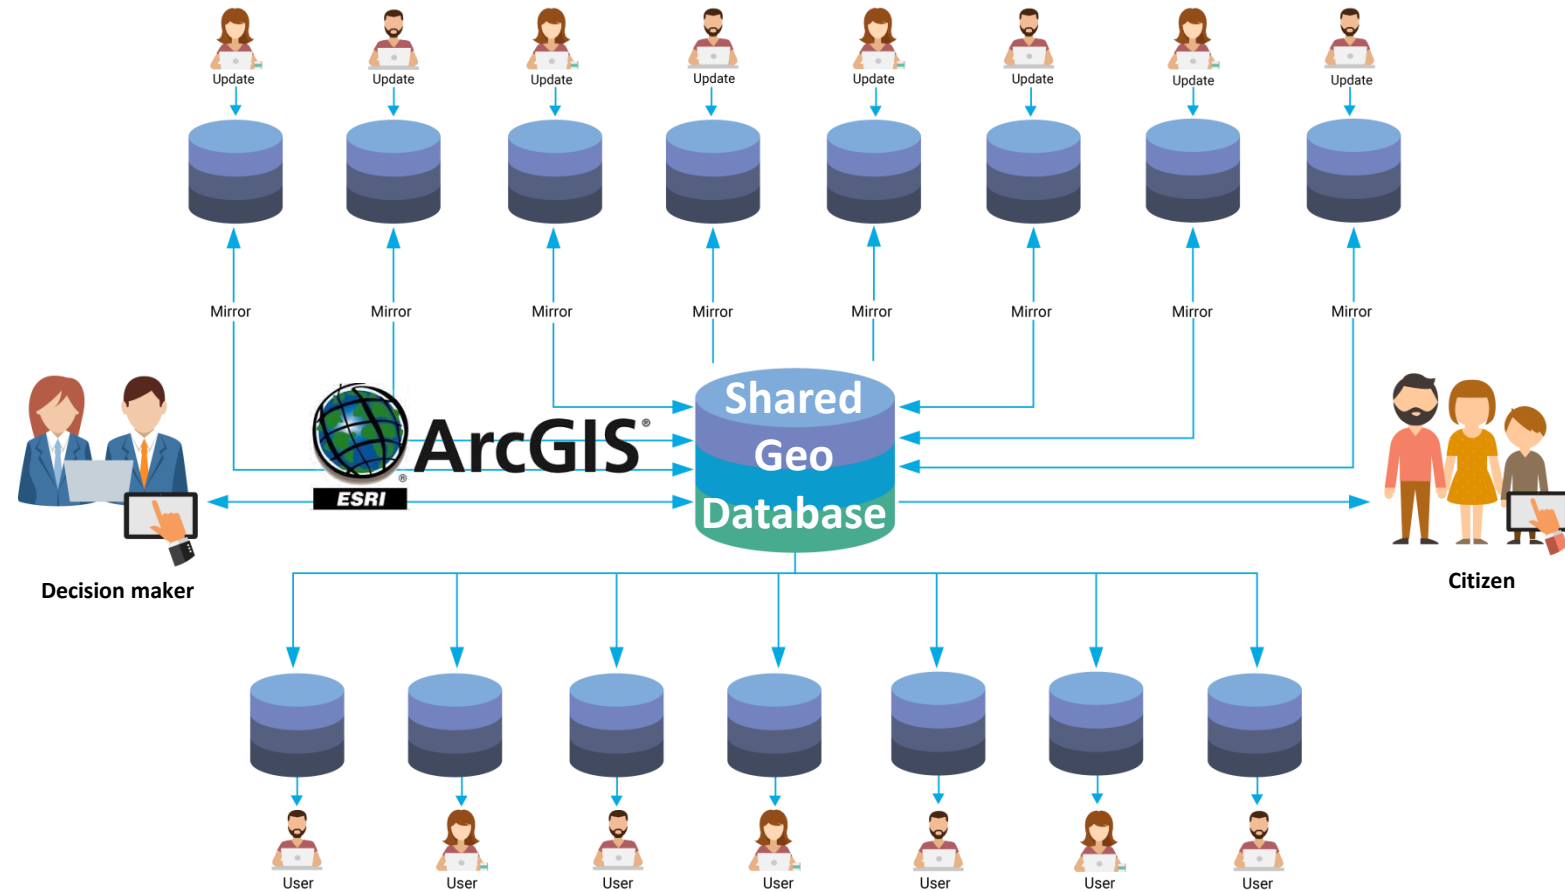 Update
Update
Update
Update
Update
Update
Update
Update
Mirror
Mirror
Mirror
Mirror
Mirror
Mirror
Mirror
Mirror
ArcGIS®
®
ESRI
Shared
Geo
Database
Decision maker
Citizen
User
User
User
User
User
User
User